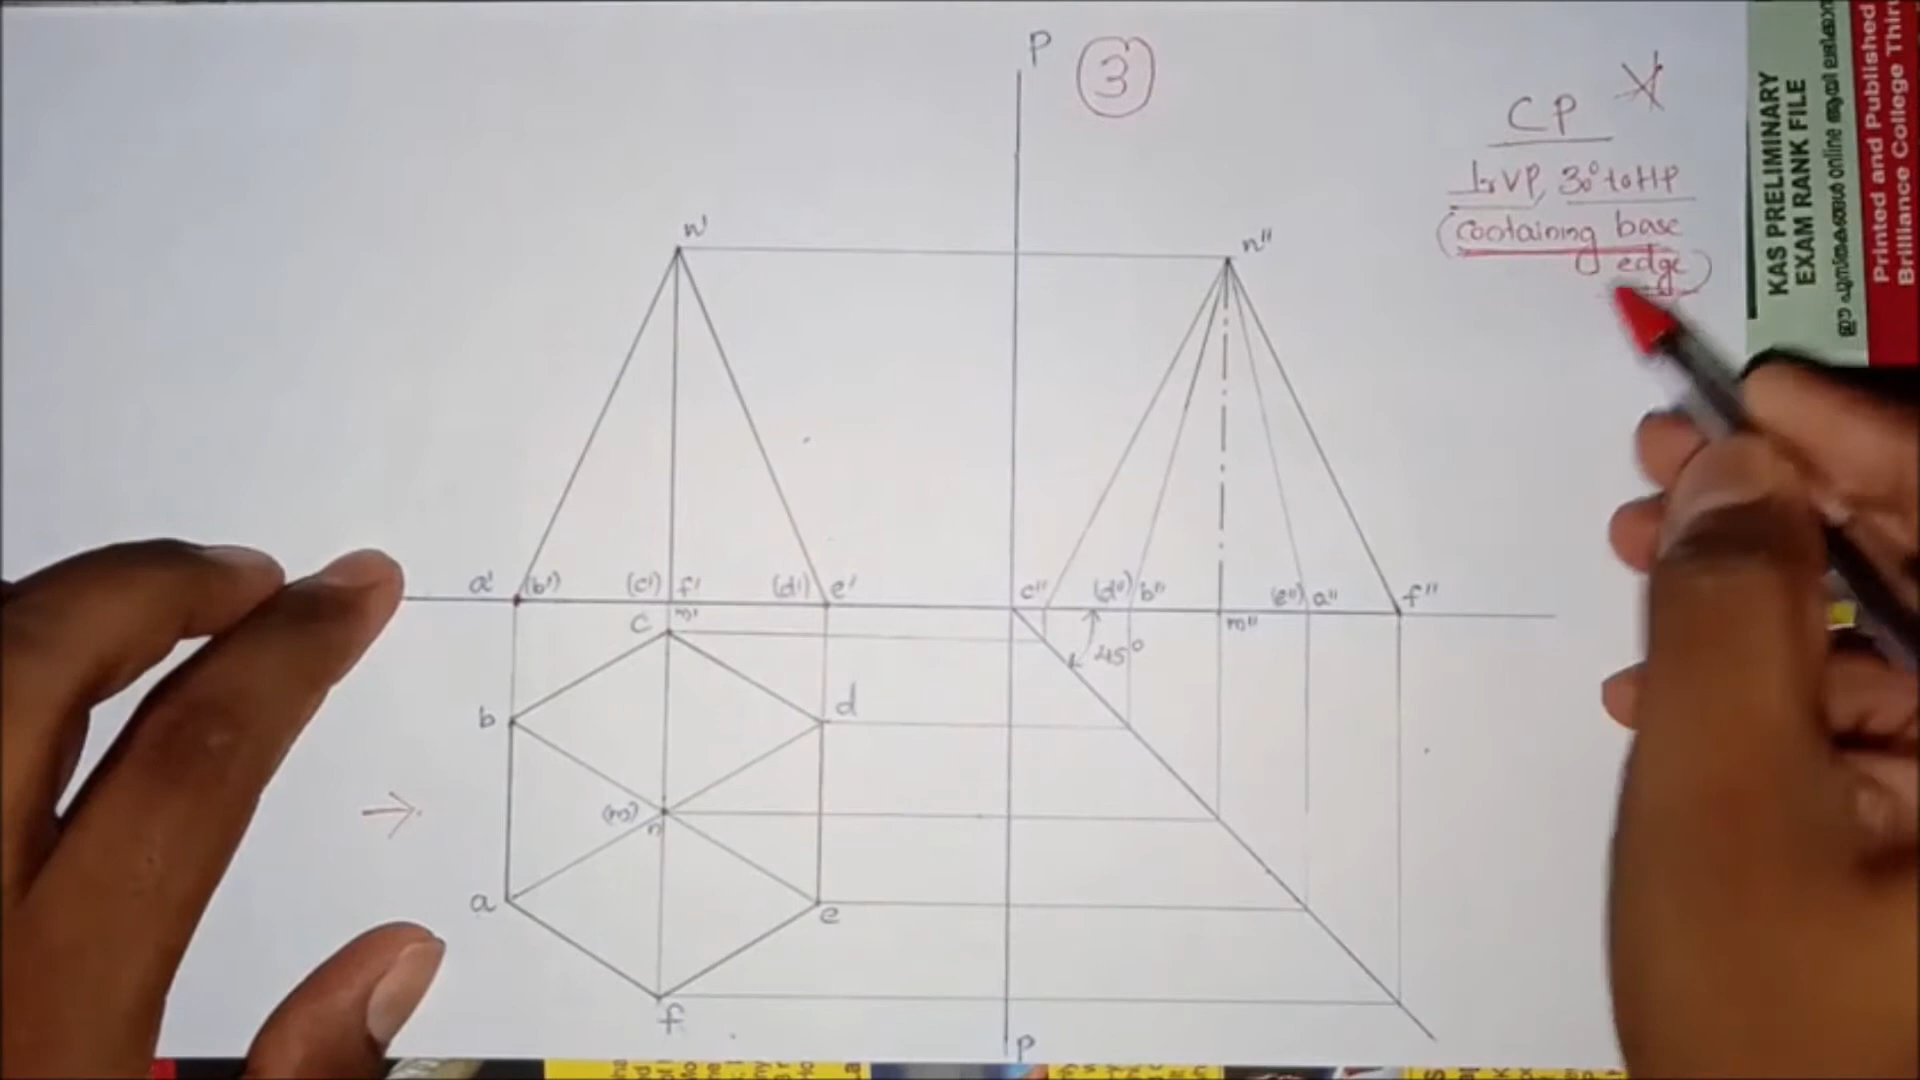 P
3
CP
⊥r VP, 30° to HP
(containing base
edge)
n'
n"
a' (b') (c') f' (d') e' c" (d") b" (e") a" f"
m' m"
c
45°
b d
(m)
n
a e
f
P
KAS PRELIMINARY
EXAM RANK FILE
Printed and Published
Brilliance College Thiru